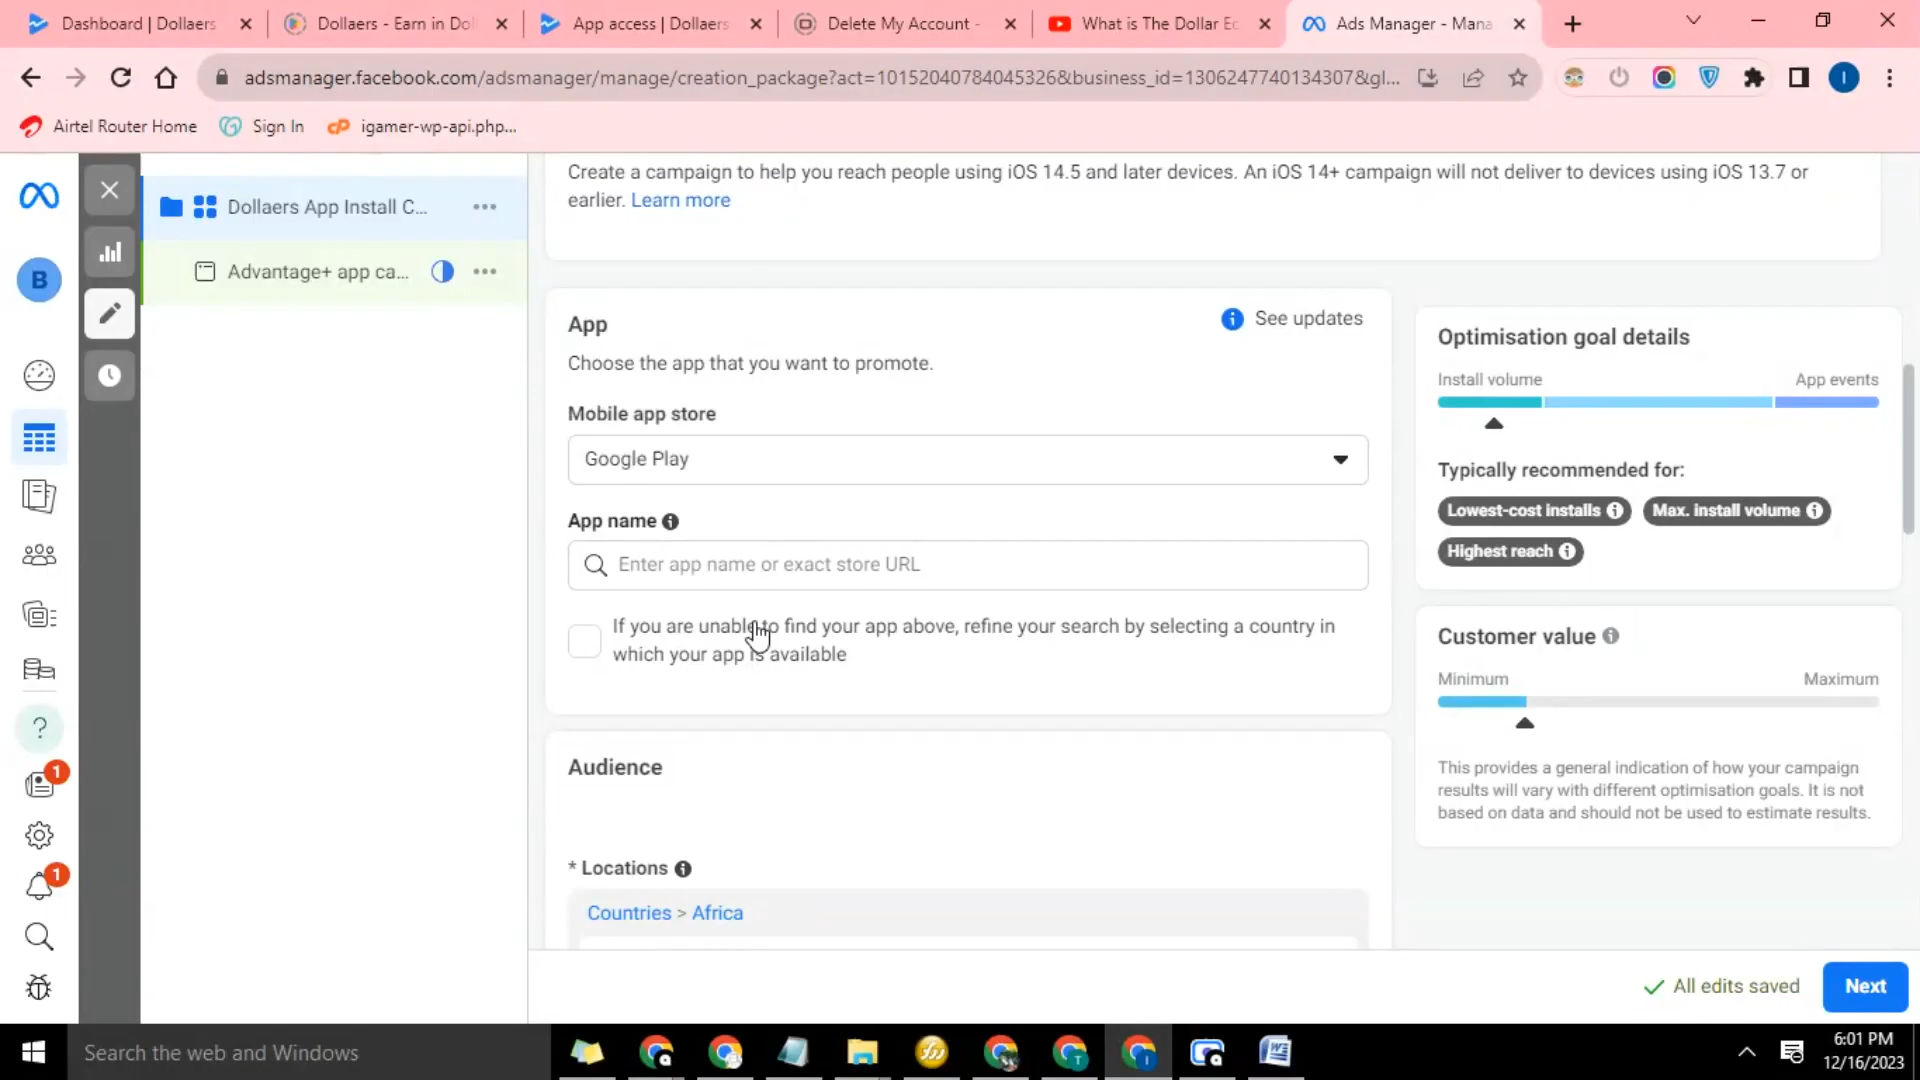 Dashboard | Dollaers
Dollaers - Earn in Dol
App access | Dollaers
Delete My Account -
What is The Dollar Ec
Ads Manager - Mana
adsmanager.facebook.com/adsmanager/manage/creation_package?act=10152040784045326&business_id=1306247740134307&gl...
I
Airtel Router Home
Sign In
igamer-wp-api.php...
B
Dollaers App Install C...
Advantage+ app ca...
Create a campaign to help you reach people using iOS 14.5 and later devices. An iOS 14+ campaign will not deliver to devices using iOS 13.7 or
earlier. Learn more
App
See updates
Choose the app that you want to promote.
Mobile app store
Google Play
App name
Enter app name or exact store URL
If you are unable to find your app above, refine your search by selecting a country in
which your app is available
Audience
* Locations
Countries > Africa
Optimisation goal details
Install volume
App events
Typically recommended for:
Lowest-cost installs
Max. install volume
Highest reach
Customer value
Minimum
Maximum
This provides a general indication of how your campaign
results will vary with different optimisation goals. It is not
based on data and should not be used to estimate results.
?
1
1
All edits saved
Next
Search the web and Windows
6:01 PM
12/16/2023